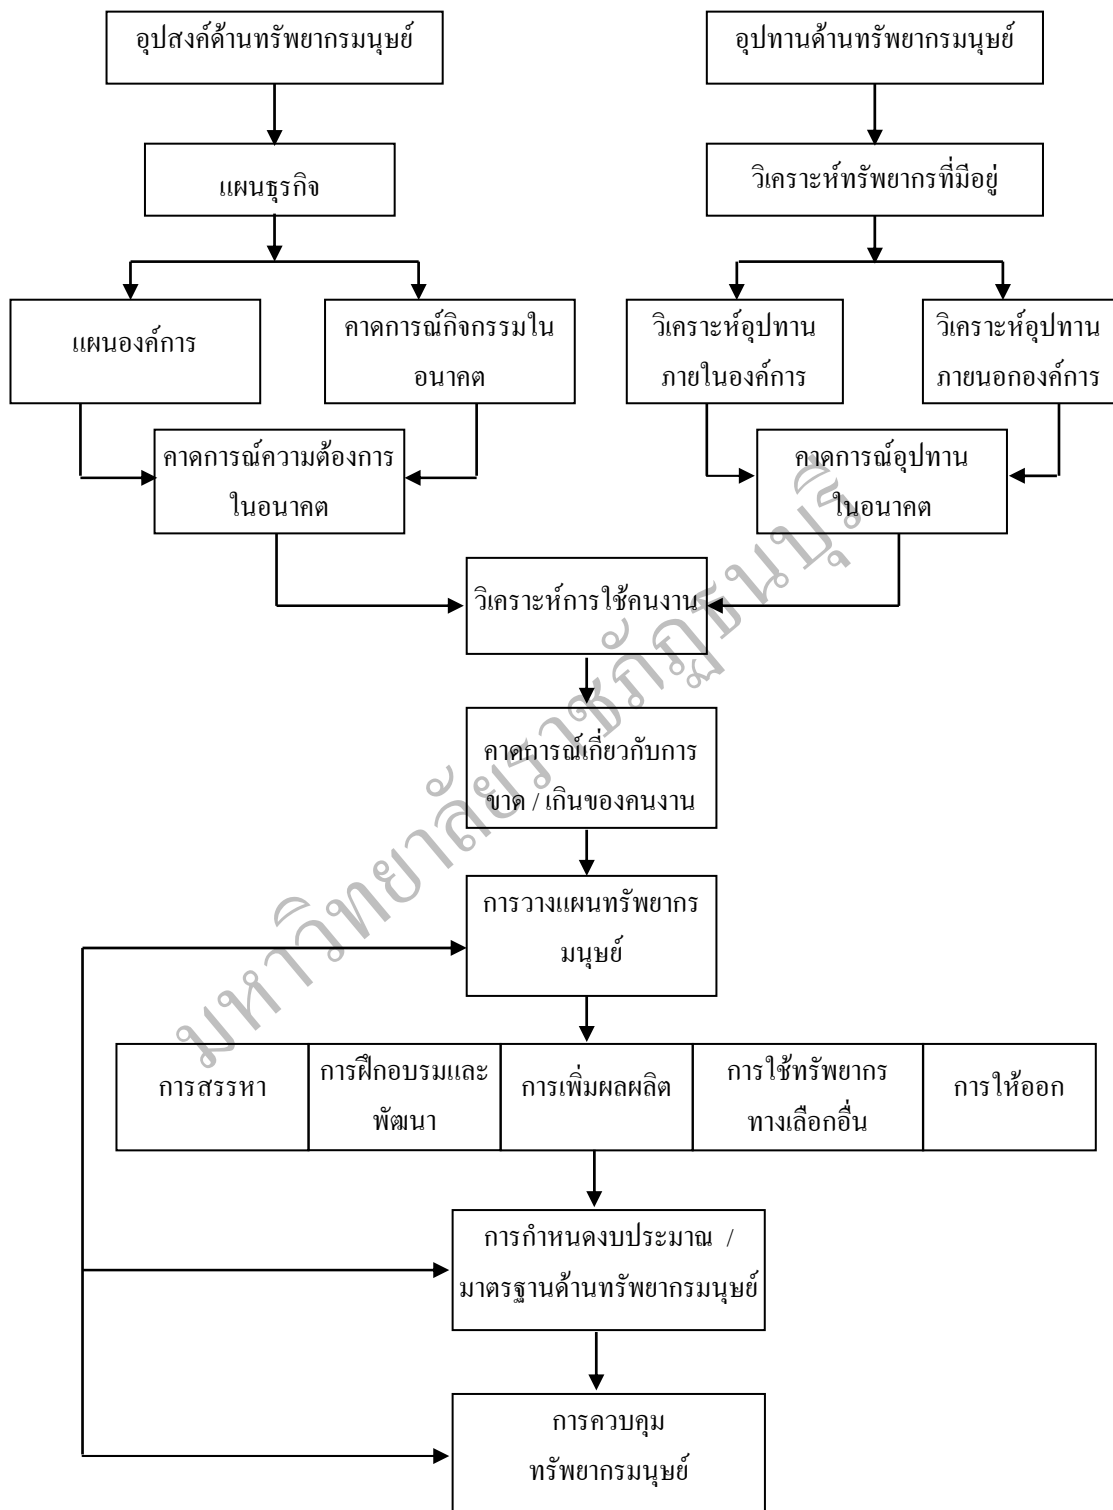 อุปสงค์ด้านทรัพยากรมนุษย์
อุปทานด้านทรัพยากรมนุษย์
แผนธุรกิจ
วิเคราะห์ทรัพยากรที่มีอยู่
แผนองค์การ
คาดการณ์กิจกรรมใน
อนาคต
วิเคราะห์อุปทาน
ภายในองค์การ
วิเคราะห์อุปทาน
ภายนอกองค์การ
คาดการณ์ความต้องการ
ในอนาคต
คาดการณ์อุปทาน
ในอนาคต
วิเคราะห์การใช้คนงาน
คาดการณ์เกี่ยวกับการ
ขาด / เกินของคนงาน
การวางแผนทรัพยากร
มนุษย์
การสรรหา
การฝึกอบรมและ
พัฒนา
การเพิ่มผลผลิต
การใช้ทรัพยากร
ทางเลือกอื่น
การให้ออก
การกำหนดงบประมาณ /
มาตรฐานด้านทรัพยากรมนุษย์
การควบคุม
ทรัพยากรมนุษย์
มหาวิทยาลัยราชภัฏธนบุรี